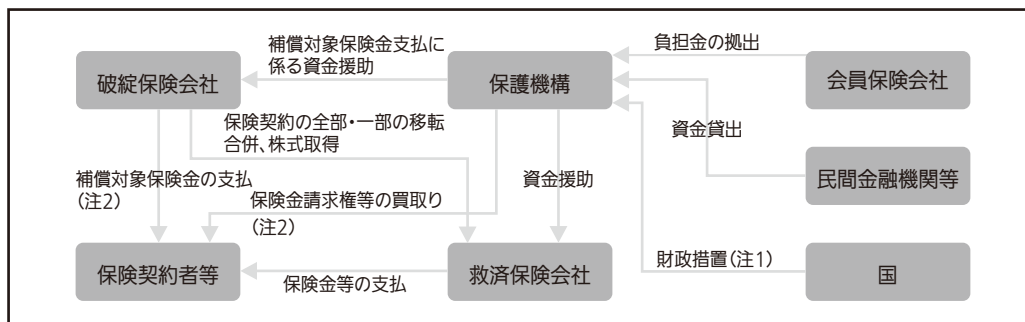 補償対象保険金支払に
係る資金援助
負担金の拠出
破綻保険会社
保護機構
会員保険会社
保険契約の全部・一部の移転
合併、株式取得
資金貸出
補償対象保険金の支払
(注2)
資金援助
民間金融機関等
保険金請求権等の買取り
(注2)
財政措置(注1)
保険契約者等
保険金等の支払
救済保険会社
国